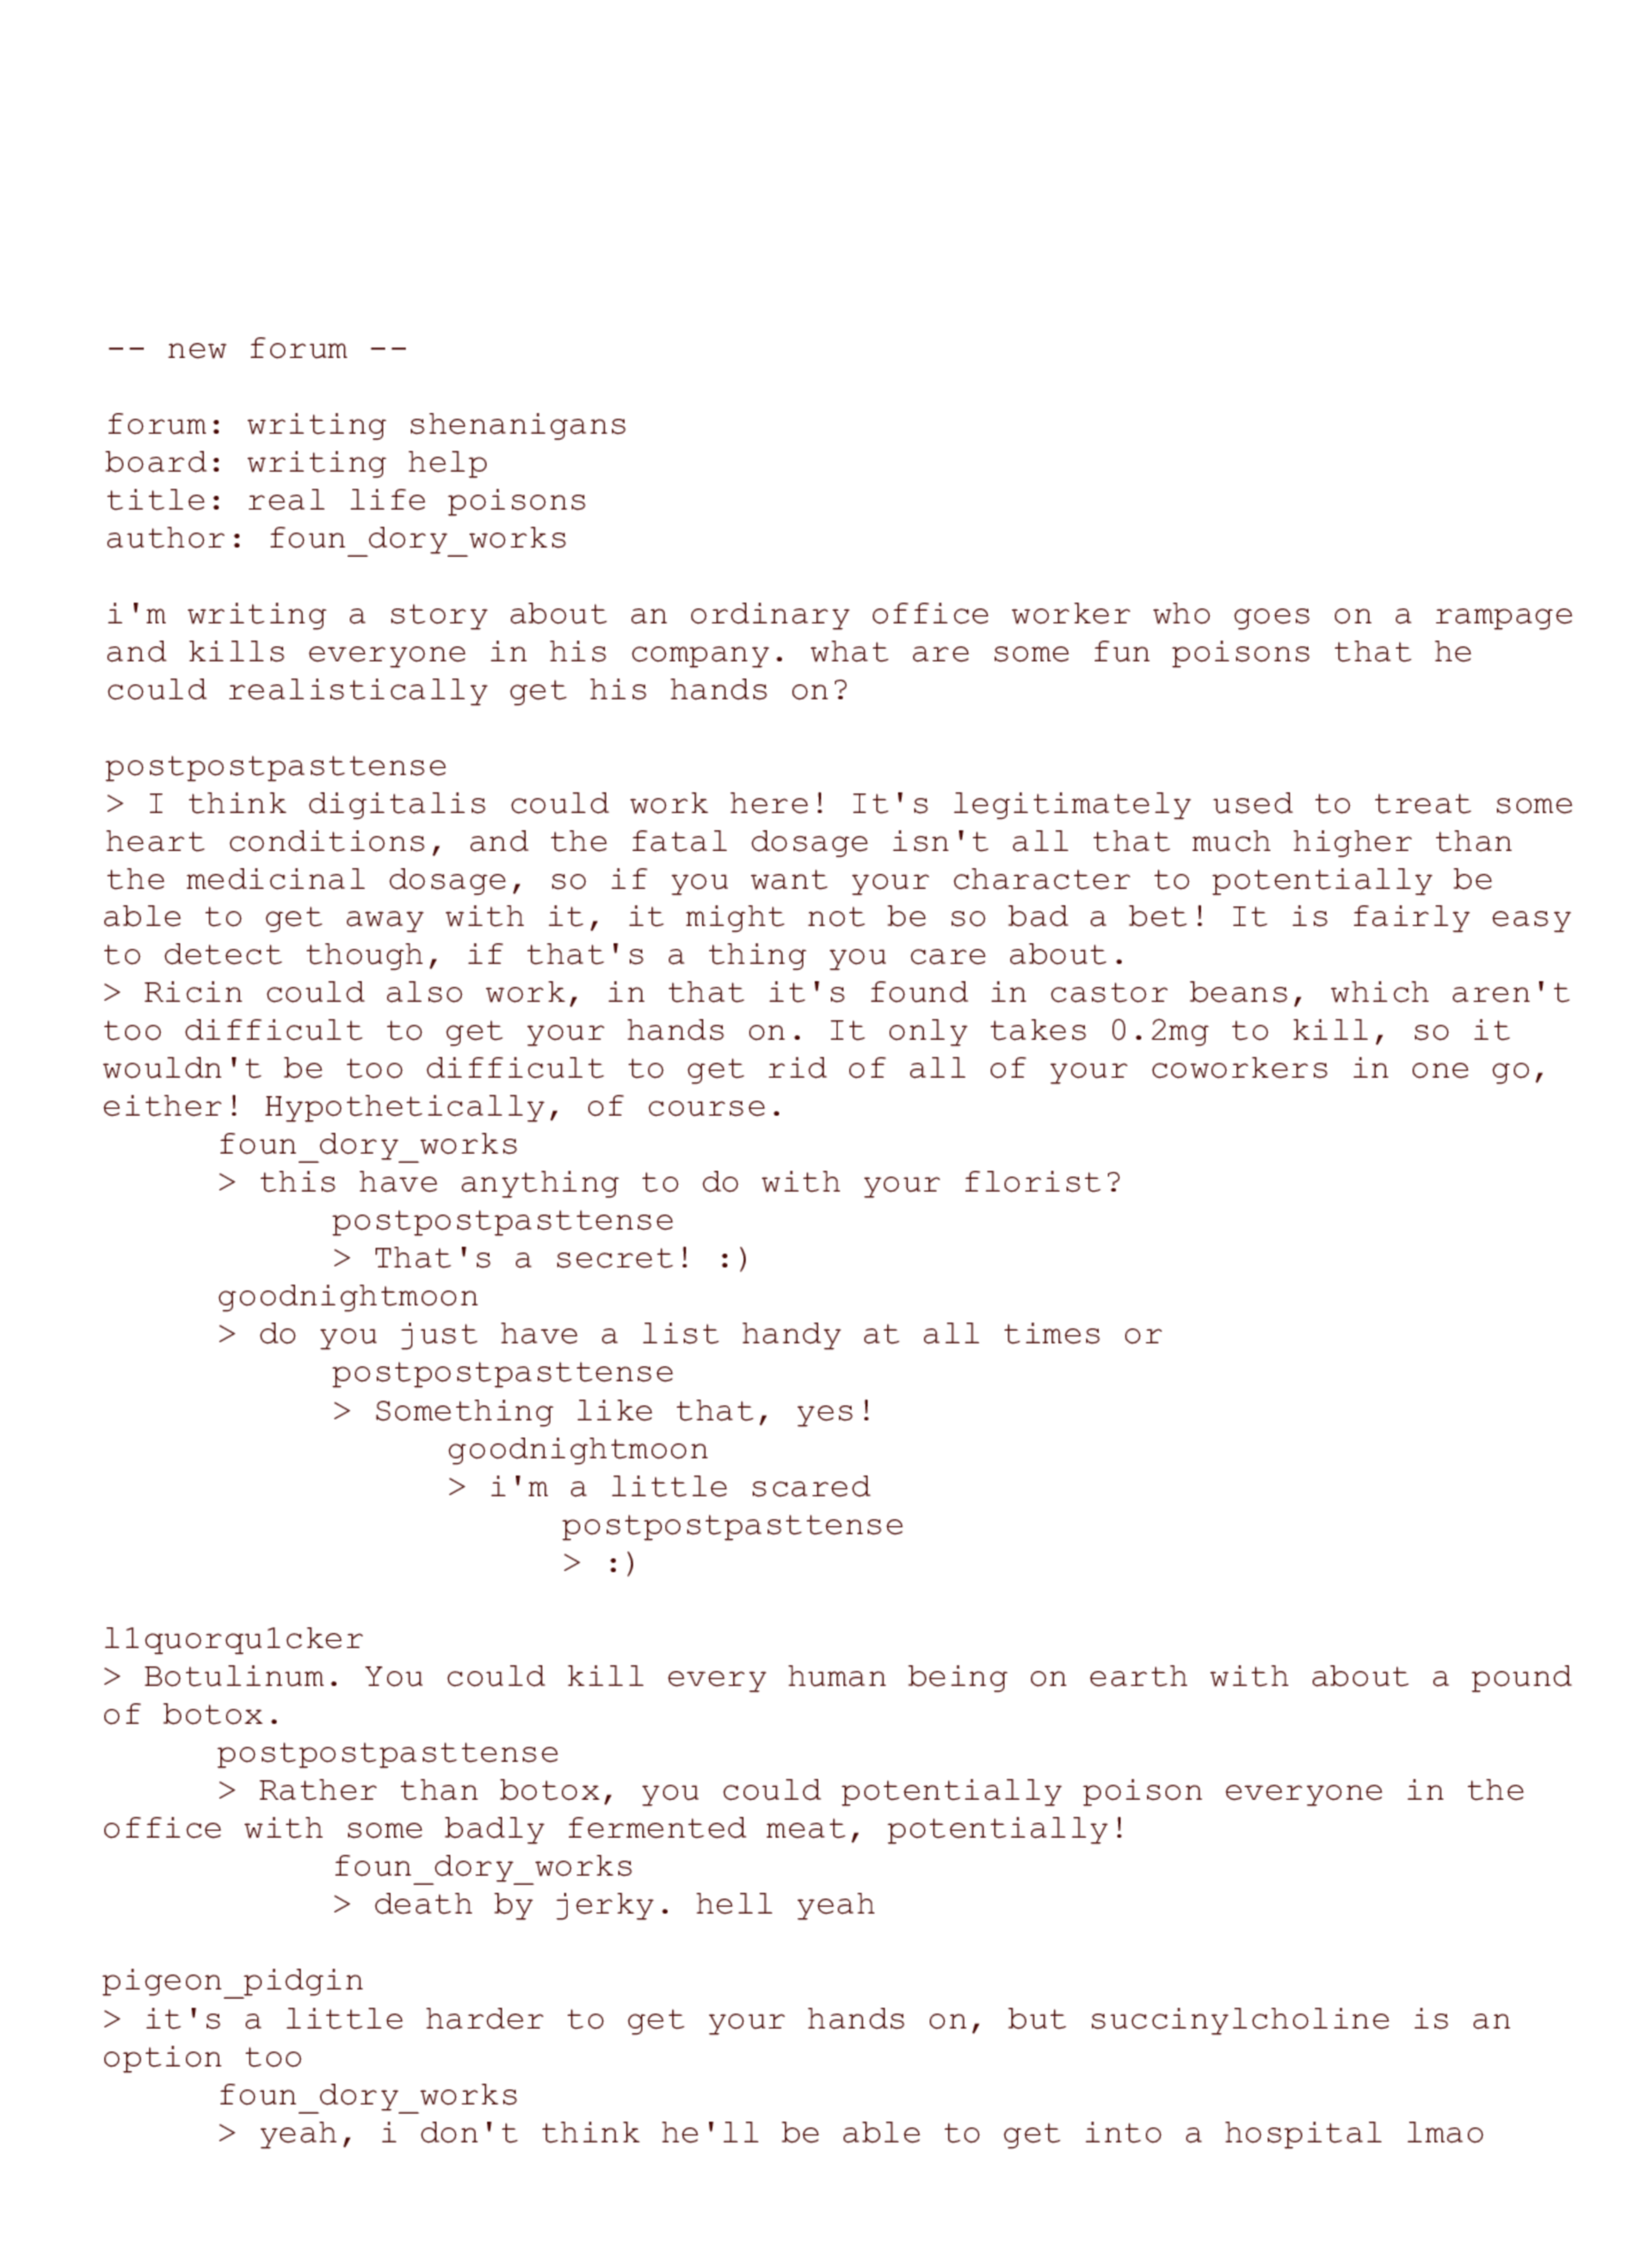 -- new forum --
forum: writing shenanigans
board: writing help
title: real life poisons
author: foun_dory_works
i'm writing a story about an ordinary office worker who goes on a rampage
and kills everyone in his company. what are some fun poisons that he
could realistically get his hands on?
postpostpasttense
> I think digitalis could work here! It's legitimately used to treat some
heart conditions, and the fatal dosage isn't all that much higher than
the medicinal dosage, so if you want your character to potentially be
able to get away with it, it might not be so bad a bet! It is fairly easy
to detect though, if that's a thing you care about.
> Ricin could also work, in that it's found in castor beans, which aren't
too difficult to get your hands on. It only takes 0.2mg to kill, so it
wouldn't be too difficult to get rid of all of your coworkers in one go,
either! Hypothetically, of course.
foun_dory_works
> this have anything to do with your florist?
postpostpasttense
> That's a secret! :)
goodnightmoon
> do you just have a list handy at all times or
postpostpasttense
> Something like that, yes!
goodnightmoon
> i'm a little scared
postpostpasttense
> :)
l1quorqu1cker
> Botulinum. You could kill every human being on earth with about a pound
of botox.
postpostpasttense
> Rather than botox, you could potentially poison everyone in the
office with some badly fermented meat, potentially!
foun_dory_works
> death by jerky. hell yeah
pigeon_pidgin
> it's a little harder to get your hands on, but succinylcholine is an
option too
foun_dory_works
> yeah, i don't think he'll be able to get into a hospital lmao